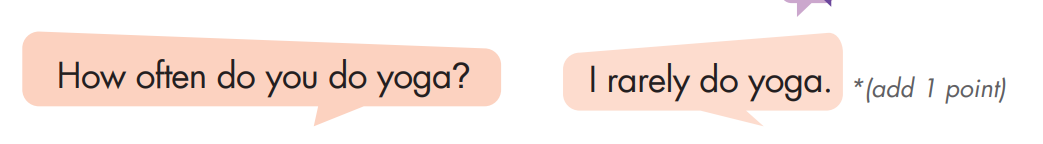 How often do you do yoga?
I rarely do yoga. *(add 1 point)